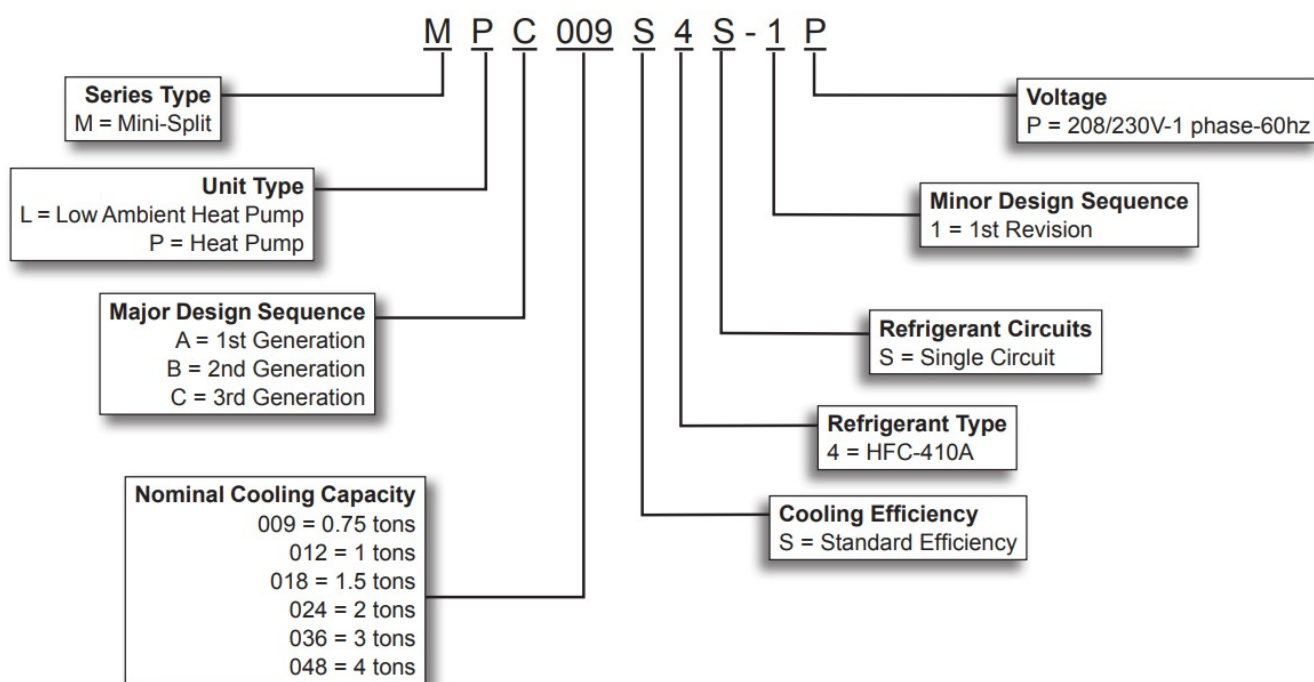 M P C 009 S 4 S - 1 P
Series Type
M = Mini-Split
Unit Type
L = Low Ambient Heat Pump
P = Heat Pump
Major Design Sequence
A = 1st Generation
B = 2nd Generation
C = 3rd Generation
Nominal Cooling Capacity
009 = 0.75 tons
012 = 1 tons
018 = 1.5 tons
024 = 2 tons
036 = 3 tons
048 = 4 tons
Voltage
P = 208/230V-1 phase-60hz
Minor Design Sequence
1 = 1st Revision
Refrigerant Circuits
S = Single Circuit
Refrigerant Type
4 = HFC-410A
Cooling Efficiency
S = Standard Efficiency